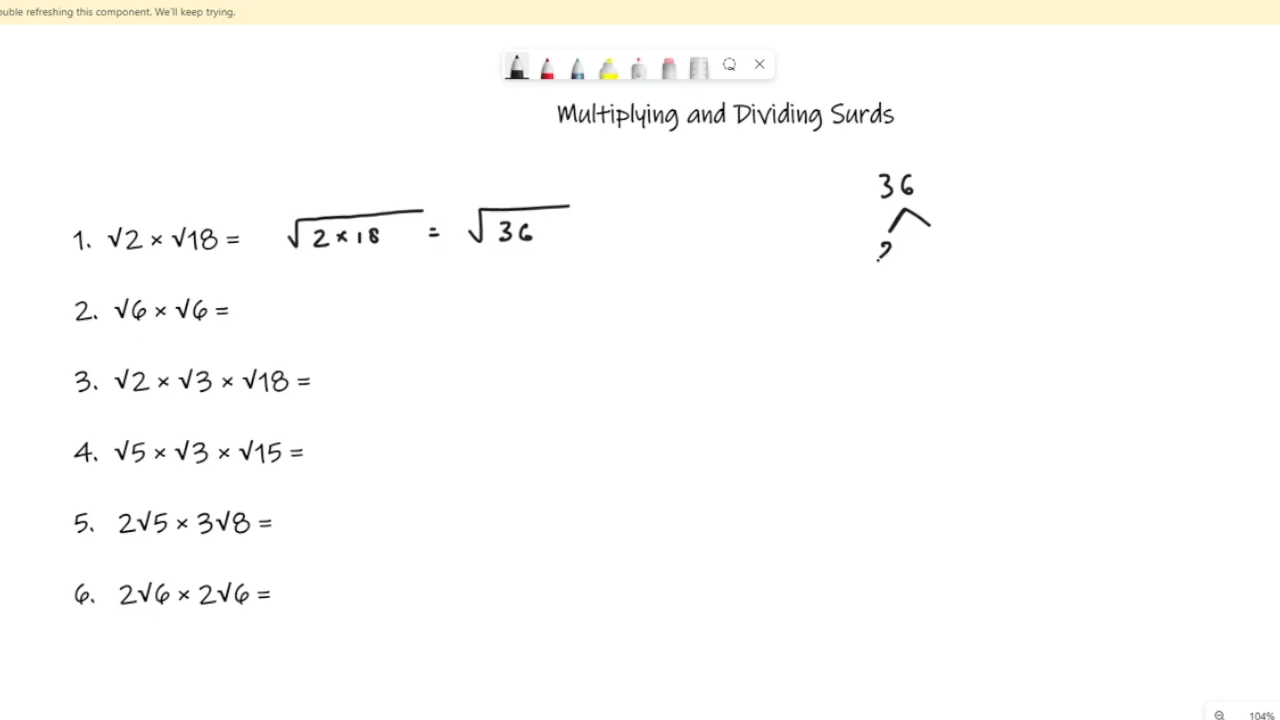 ouble refreshing this component. We'll keep trying.
Multiplying and Dividing Surds
36
2
1. √2 × √18 = √2 × 18 = √36
2. √6 × √6 =
3. √2 × √3 × √18 =
4. √5 × √3 × √15 =
5. 2√5 × 3√8 =
6. 2√6 × 2√6 =
104%